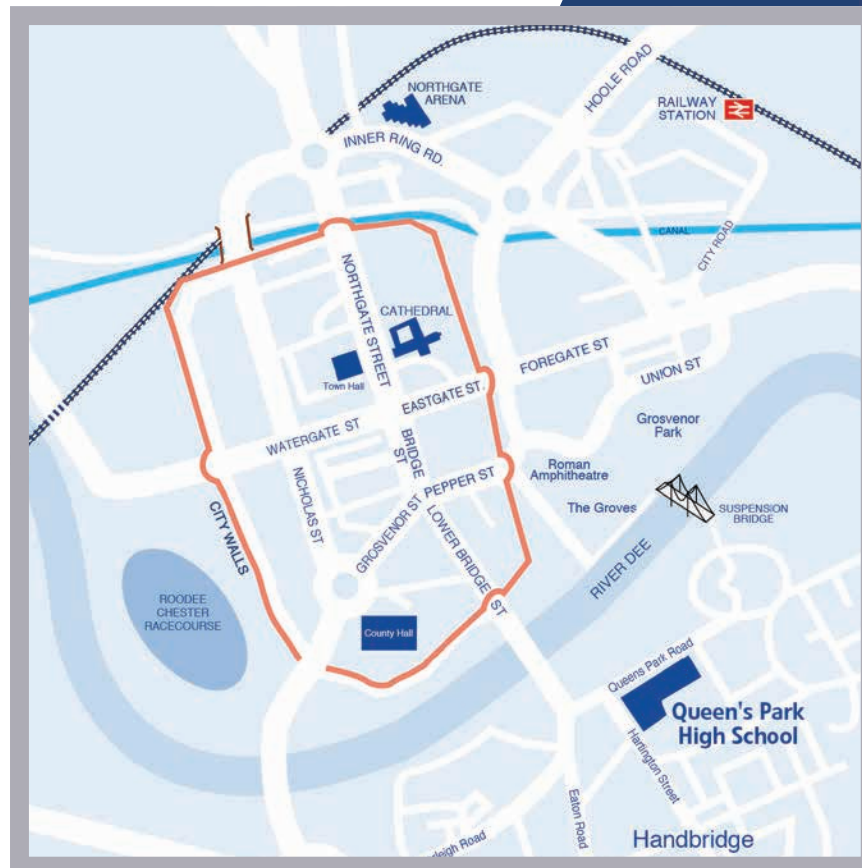 NORTHGATE
ARENA
HOOLE ROAD
RAILWAY
STATION
INNER RING RD.
CANAL
CITY ROAD
NORTHGATE STREET
CATHEDRAL
Town Hall
FOREGATE ST
UNION ST
EASTGATE ST.
WATERGATE ST
BRIDGE
ST
Grosvenor
Park
Roman
Amphitheatre
PEPPER ST
GROSVENOR ST
NICHOLAS ST
CITY WALLS
The Groves
SUSPENSION
BRIDGE
LOWER BRIDGE ST
RIVER DEE
ROODEE
CHESTER
RACECOURSE
County Hall
Queens Park Road
Queen's Park
High School
Hartington Street
Eaton Road
leigh Road
Handbridge